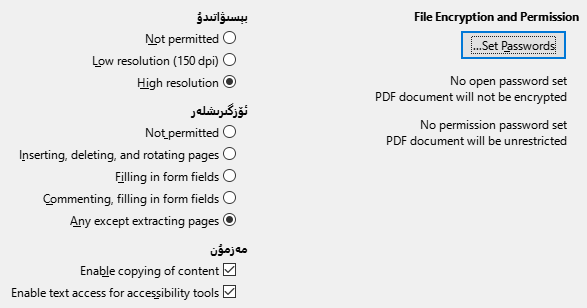 File Encryption and Permission
...Set Passwords
No open password set
PDF document will not be encrypted
No permission password set
PDF document will be unrestricted
بېسىۋاتىدۇ
Not permitted
Low resolution (150 dpi)
High resolution
ئۆزگىرىشلەر
Not permitted
Inserting, deleting, and rotating pages
Filling in form fields
Commenting, filling in form fields
Any except extracting pages
مەزمۇن
Enable copying of content
Enable text access for accessibility tools